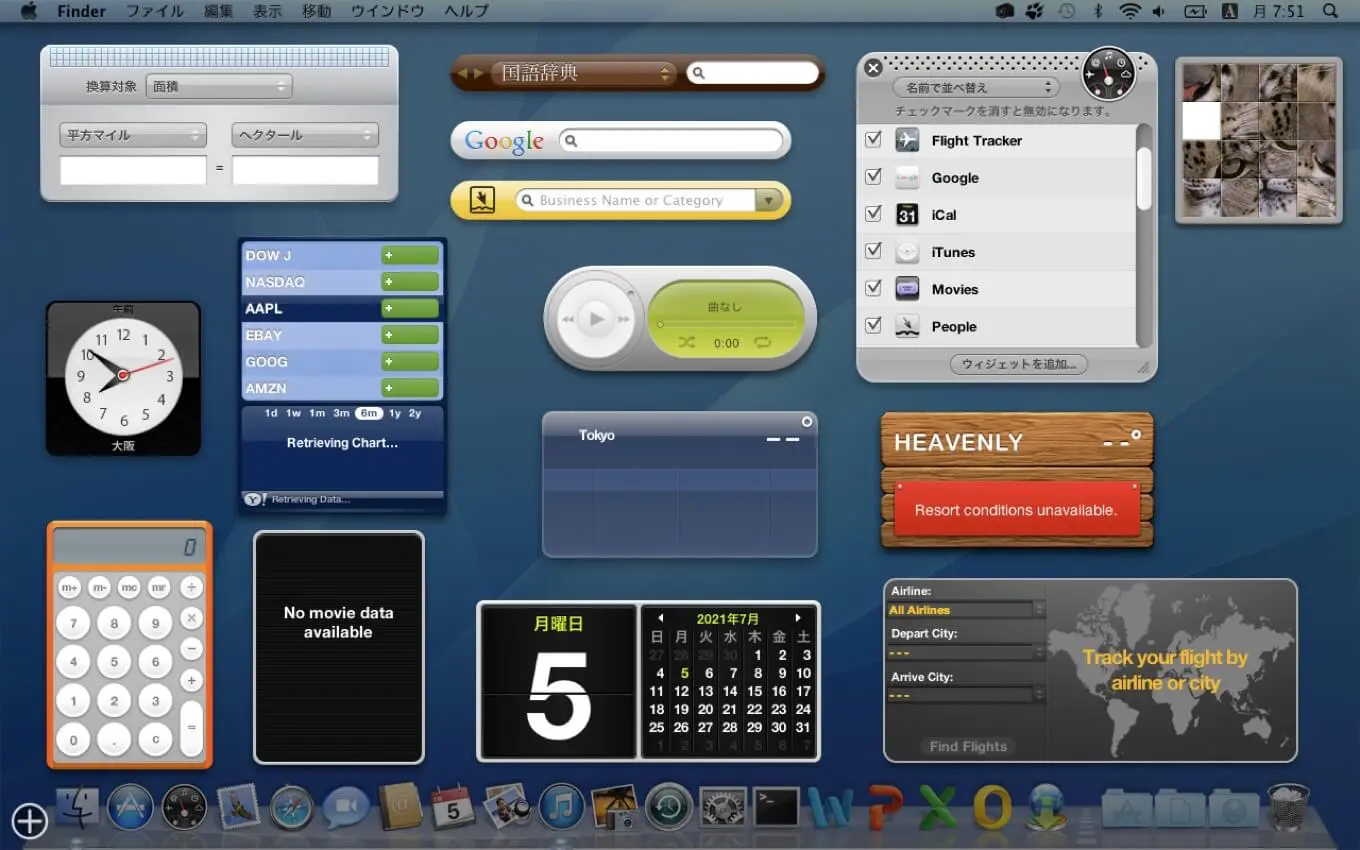 Finder ファイル 編集 表示 移動 ウインドウ ヘルプ
A 月 7:51
換算対象 面積
平方マイル ヘクタール
=
国語辞典
Google
Business Name or Category
名前で並べ替え
チェックマークを消すと無効になります。
Flight Tracker
Google
31 iCal
iTunes
Movies
People
ウィジェットを追加...
午前
12
11 1
10 2
9 3
8 4
7 5
6
大阪
DOW J +
NASDAQ +
AAPL +
EBAY +
GOOG +
AMZN +
1d 1w 1m 3m 6m 1y 2y
Retrieving Chart...
Y! Retrieving Data...
曲なし
0:00
Tokyo
HEAVENLY
Resort conditions unavailable.
0
m+ m- mc mr ÷
7 8 9 ×
4 5 6 −
1 2 3 +
0 . c =
No movie data
available
月曜日
5
2021年7月
日 月 火 水 木 金 土
27 28 29 30 1 2 3
4 5 6 7 8 9 10
11 12 13 14 15 16 17
18 19 20 21 22 23 24
25 26 27 28 29 30 31
1 2 3 4 5 6 7
Airline:
All Airlines
Depart City:
---
Arrive City:
---
Find Flights
Track your flight by
airline or city
5
W P X O